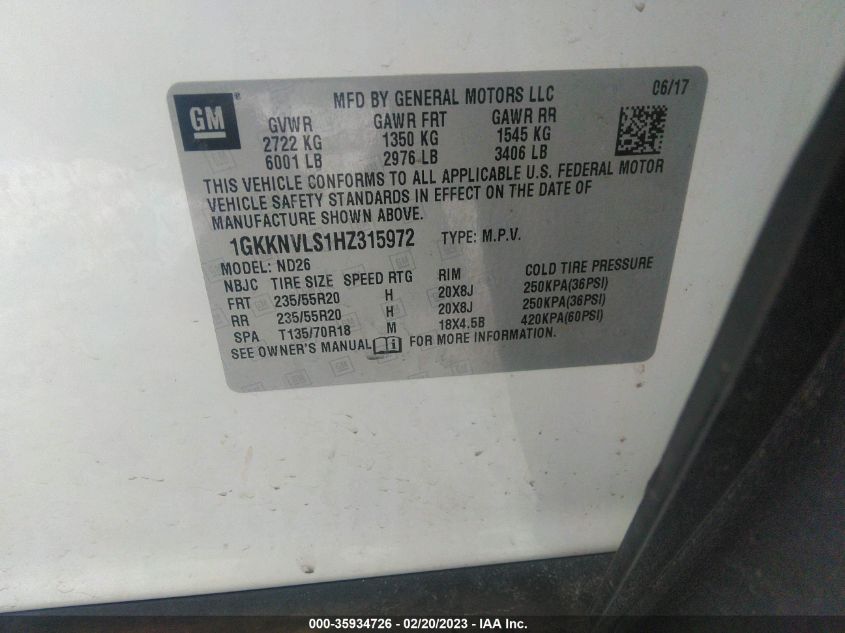 GM
MFD BY GENERAL MOTORS LLC
06/17
GVWR GAWR FRT GAWR RR
2722 KG 1350 KG 1545 KG
6001 LB 2976 LB 3406 LB
THIS VEHICLE CONFORMS TO ALL APPLICABLE U.S. FEDERAL MOTOR
VEHICLE SAFETY STANDARDS IN EFFECT ON THE DATE OF
MANUFACTURE SHOWN ABOVE.
1GKKNVLS1HZ315972 TYPE: M.P.V.
MODEL: ND26
NBJC TIRE SIZE SPEED RTG RIM COLD TIRE PRESSURE
FRT 235/55R20 H 20X8J 250KPA(36PSI)
RR 235/55R20 H 20X8J 250KPA(36PSI)
SPA T135/70R18 M 18X4.5B 420KPA(60PSI)
SEE OWNER'S MANUAL FOR MORE INFORMATION.
000-35934726 - 02/20/2023 - IAA Inc.